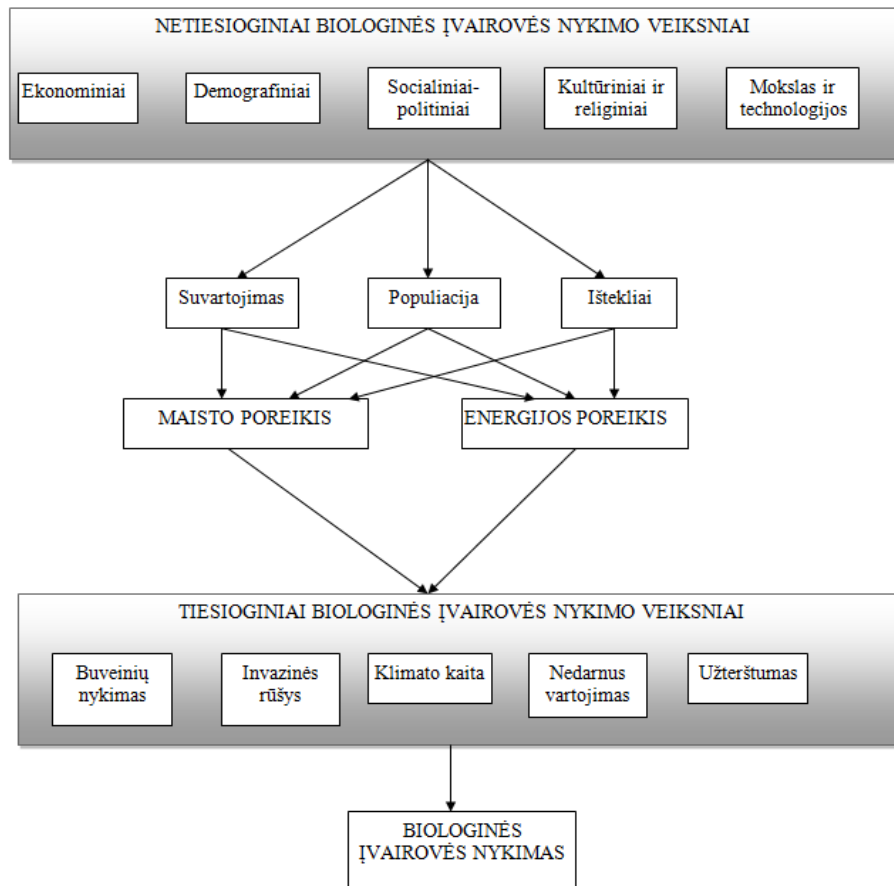 NETIESIOGINIAI BIOLOGINĖS ĮVAIROVĖS NYKIMO VEIKSNIAI
Ekonominiai
Demografiniai
Socialiniai-
politiniai
Kultūriniai ir
religiniai
Mokslas ir
technologijos
Suvartojimas
Populiacija
Ištekliai
MAISTO POREIKIS
ENERGIJOS POREIKIS
TIESIOGINIAI BIOLOGINĖS ĮVAIROVĖS NYKIMO VEIKSNIAI
Buveinių
nykimas
Invazinės
rūšys
Klimato kaita
Nedarnus
vartojimas
Užterštumas
BIOLOGINĖS
ĮVAIROVĖS NYKIMAS